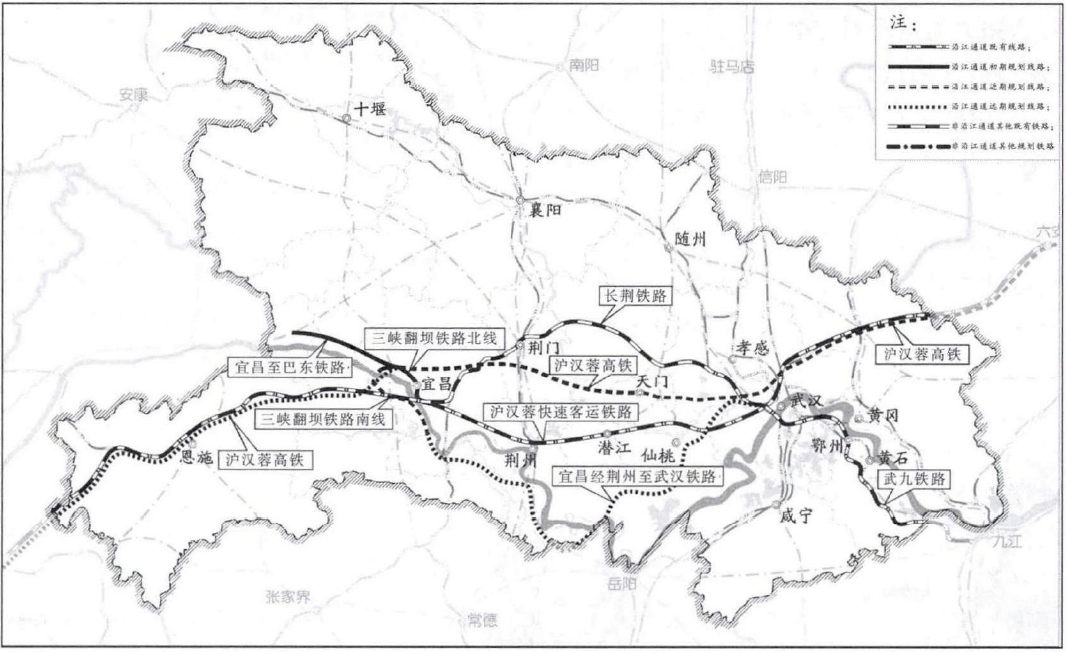 注：
沿江通道既有线路；
沿江通道初期规划线路；
沿江通道近期规划线路；
沿江通道远期规划线路；
非沿江通道其他既有铁路；
非沿江通道其他规划铁路
南阳
驻马店
安康
十堰
信阳
襄阳
随州
六安
长荆铁路
三峡翻坝铁路北线
荆门
孝感
沪汉蓉高铁
宜昌至巴东铁路
沪汉蓉高铁
宜昌
天门
武汉
沪汉蓉快速客运铁路
黄冈
三峡翻坝铁路南线
潜江
仙桃
鄂州
恩施
沪汉蓉高铁
荆州
黄石
宜昌经荆州至武汉铁路
武九铁路
咸宁
九江
岳阳
张家界
常德